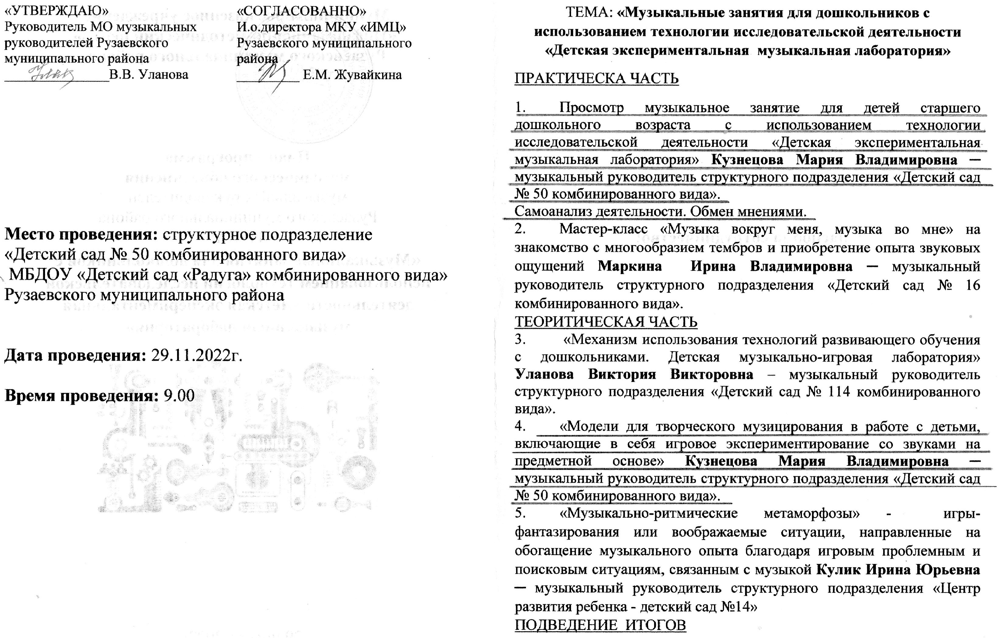 «УТВЕРЖДАЮ»
Руководитель МО музыкальных
руководителей Рузаевского
муниципального района
В.В. Уланова
«СОГЛАСОВАННО»
И.о.директора МКУ «ИМЦ»
Рузаевского муниципального
района
Е.М. Жувайкина
Место проведения: структурное подразделение
«Детский сад № 50 комбинированного вида»
МБДОУ «Детский сад «Радуга» комбинированного вида»
Рузаевского муниципального района
Дата проведения: 29.11.2022г.
Время проведения: 9.00
ТЕМА: «Музыкальные занятия для дошкольников с
использованием технологии исследовательской деятельности
«Детская экспериментальная музыкальная лаборатория»
ПРАКТИЧЕСКА ЧАСТЬ
1. Просмотр музыкальное занятие для детей старшего
дошкольного возраста с использованием технологии
исследовательской деятельности «Детская экспериментальная
музыкальная лаборатория» Кузнецова Мария Владимировна —
музыкальный руководитель структурного подразделения «Детский сад
№ 50 комбинированного вида».
Самоанализ деятельности. Обмен мнениями.
2. Мастер-класс «Музыка вокруг меня, музыка во мне» на
знакомство с многообразием тембров и приобретение опыта звуковых
ощущений Маркина Ирина Владимировна — музыкальный
руководитель структурного подразделения «Детский сад № 16
комбинированного вида».
ТЕОРИТИЧЕСКАЯ ЧАСТЬ
3. «Механизм использования технологий развивающего обучения
с дошкольниками. Детская музыкально-игровая лаборатория»
Уланова Виктория Викторовна – музыкальный руководитель
структурного подразделения «Детский сад № 114 комбинированного
вида».
4. «Модели для творческого музицирования в работе с детьми,
включающие в себя игровое экспериментирование со звуками на
предметной основе» Кузнецова Мария Владимировна —
музыкальный руководитель структурного подразделения «Детский сад
№ 50 комбинированного вида».
5. «Музыкально-ритмические метаморфозы» - игры-
фантазирования или воображаемые ситуации, направленные на
обогащение музыкального опыта благодаря игровым проблемным и
поисковым ситуациям, связанным с музыкой Кулик Ирина Юрьевна
— музыкальный руководитель структурного подразделения «Центр
развития ребенка - детский сад №14»
ПОДВЕДЕНИЕ ИТОГОВ